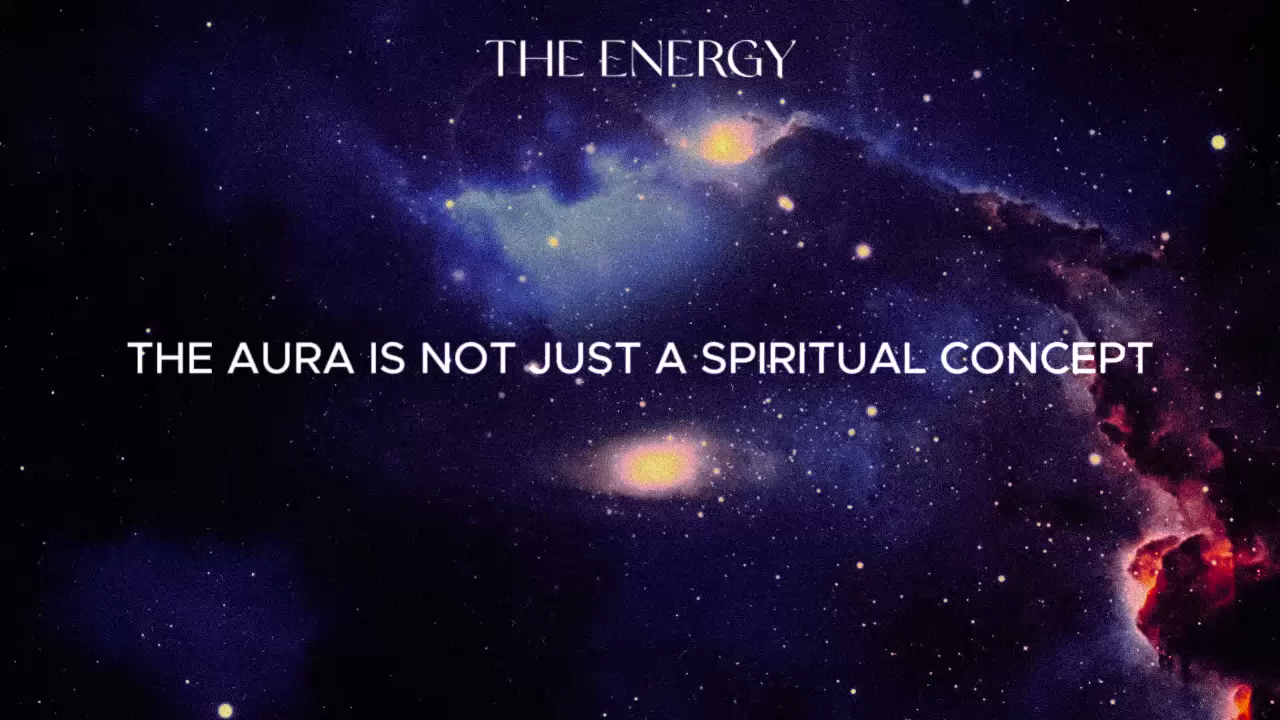 THE ENERGY
THE AURA IS NOT JUST A SPIRITUAL CONCEPT